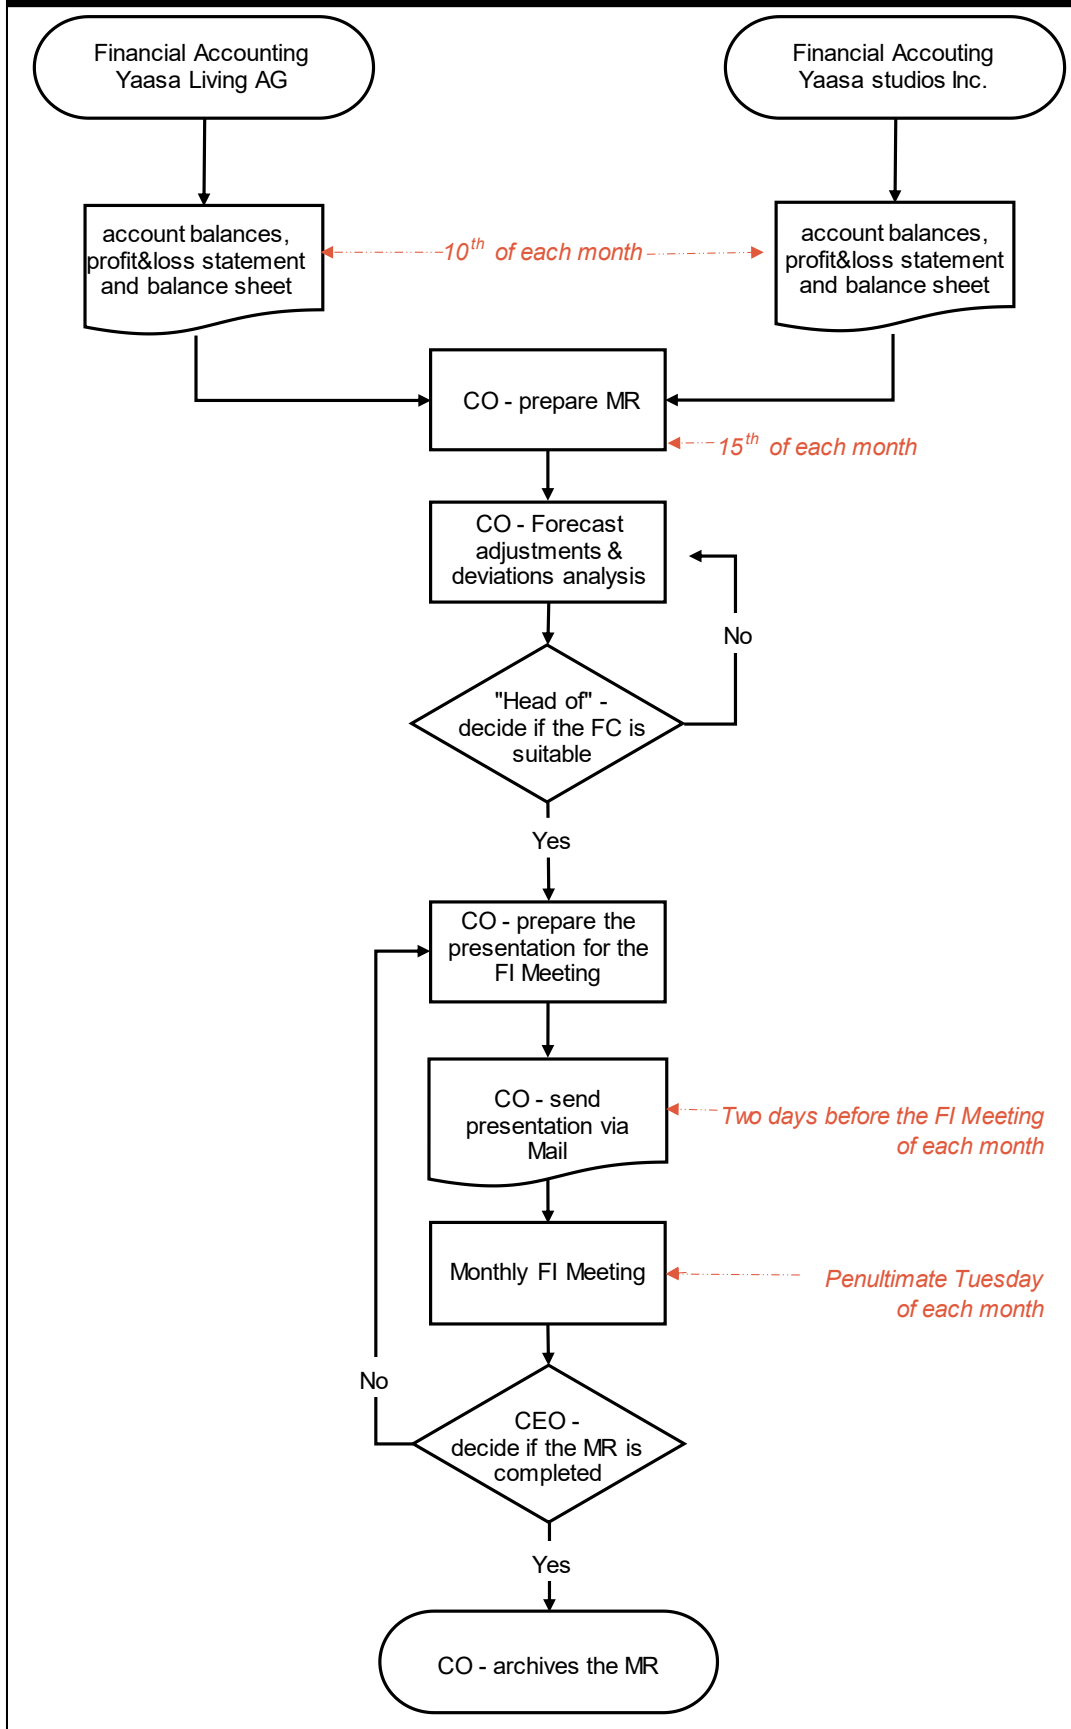 Financial Accounting
Yaasa Living AG
Financial Accouting
Yaasa studios Inc.
account balances,
profit&loss statement
and balance sheet
10th of each month
account balances,
profit&loss statement
and balance sheet
CO - prepare MR
15th of each month
CO - Forecast
adjustments &
deviations analysis
No
"Head of" -
decide if the FC is
suitable
Yes
CO - prepare the
presentation for the
FI Meeting
CO - send
presentation via
Mail
Two days before the FI Meeting
of each month
Monthly FI Meeting
Penultimate Tuesday
of each month
No
CEO -
decide if the MR is
completed
Yes
CO - archives the MR